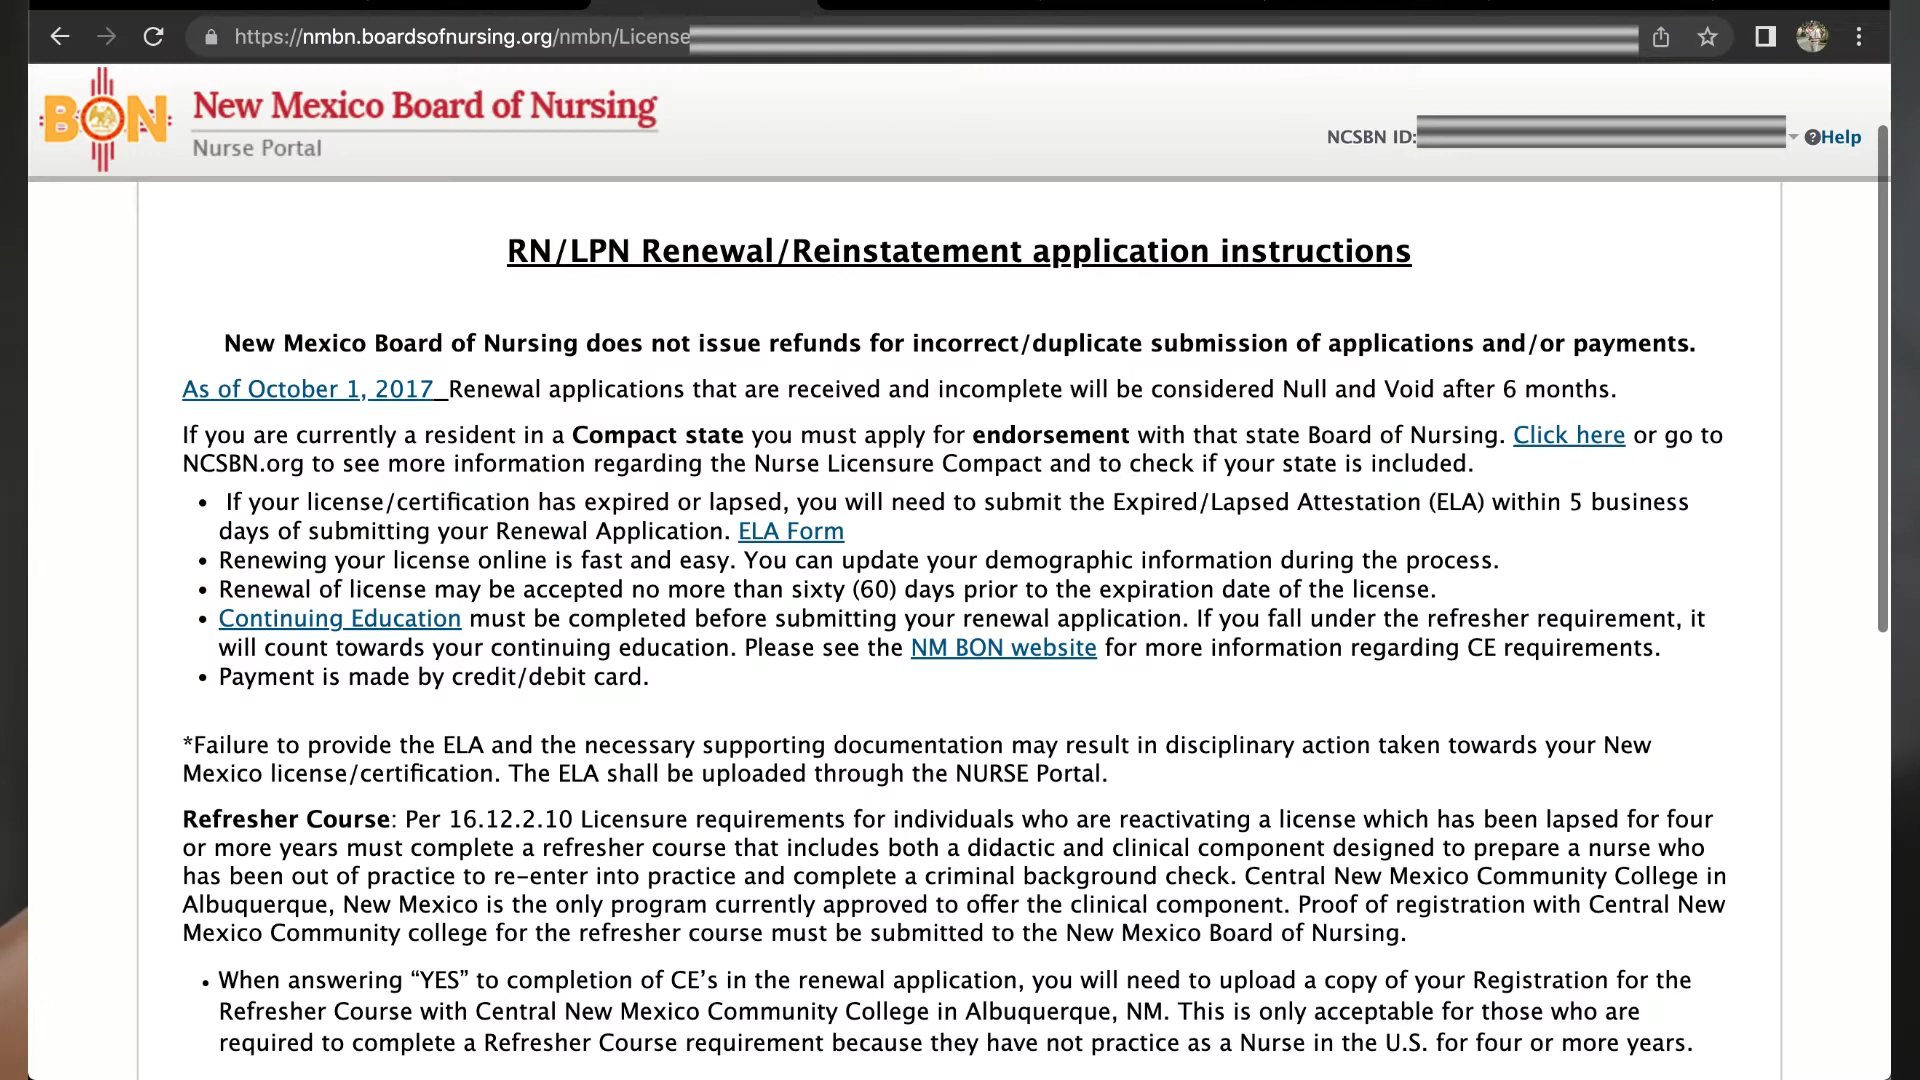 https://nmbn.boardsofnursing.org/nmbn/License
BON
New Mexico Board of Nursing
Nurse Portal
NCSBN ID:
?Help
RN/LPN Renewal/Reinstatement application instructions
New Mexico Board of Nursing does not issue refunds for incorrect/duplicate submission of applications and/or payments.
As of October 1, 2017 Renewal applications that are received and incomplete will be considered Null and Void after 6 months.
If you are currently a resident in a Compact state you must apply for endorsement with that state Board of Nursing. Click here or go to
NCSBN.org to see more information regarding the Nurse Licensure Compact and to check if your state is included.
• If your license/certification has expired or lapsed, you will need to submit the Expired/Lapsed Attestation (ELA) within 5 business
days of submitting your Renewal Application. ELA Form
• Renewing your license online is fast and easy. You can update your demographic information during the process.
• Renewal of license may be accepted no more than sixty (60) days prior to the expiration date of the license.
• Continuing Education must be completed before submitting your renewal application. If you fall under the refresher requirement, it
will count towards your continuing education. Please see the NM BON website for more information regarding CE requirements.
• Payment is made by credit/debit card.
*Failure to provide the ELA and the necessary supporting documentation may result in disciplinary action taken towards your New
Mexico license/certification. The ELA shall be uploaded through the NURSE Portal.
Refresher Course: Per 16.12.2.10 Licensure requirements for individuals who are reactivating a license which has been lapsed for four
or more years must complete a refresher course that includes both a didactic and clinical component designed to prepare a nurse who
has been out of practice to re-enter into practice and complete a criminal background check. Central New Mexico Community College in
Albuquerque, New Mexico is the only program currently approved to offer the clinical component. Proof of registration with Central New
Mexico Community college for the refresher course must be submitted to the New Mexico Board of Nursing.
• When answering “YES” to completion of CE’s in the renewal application, you will need to upload a copy of your Registration for the
Refresher Course with Central New Mexico Community College in Albuquerque, NM. This is only acceptable for those who are
required to complete a Refresher Course requirement because they have not practice as a Nurse in the U.S. for four or more years.